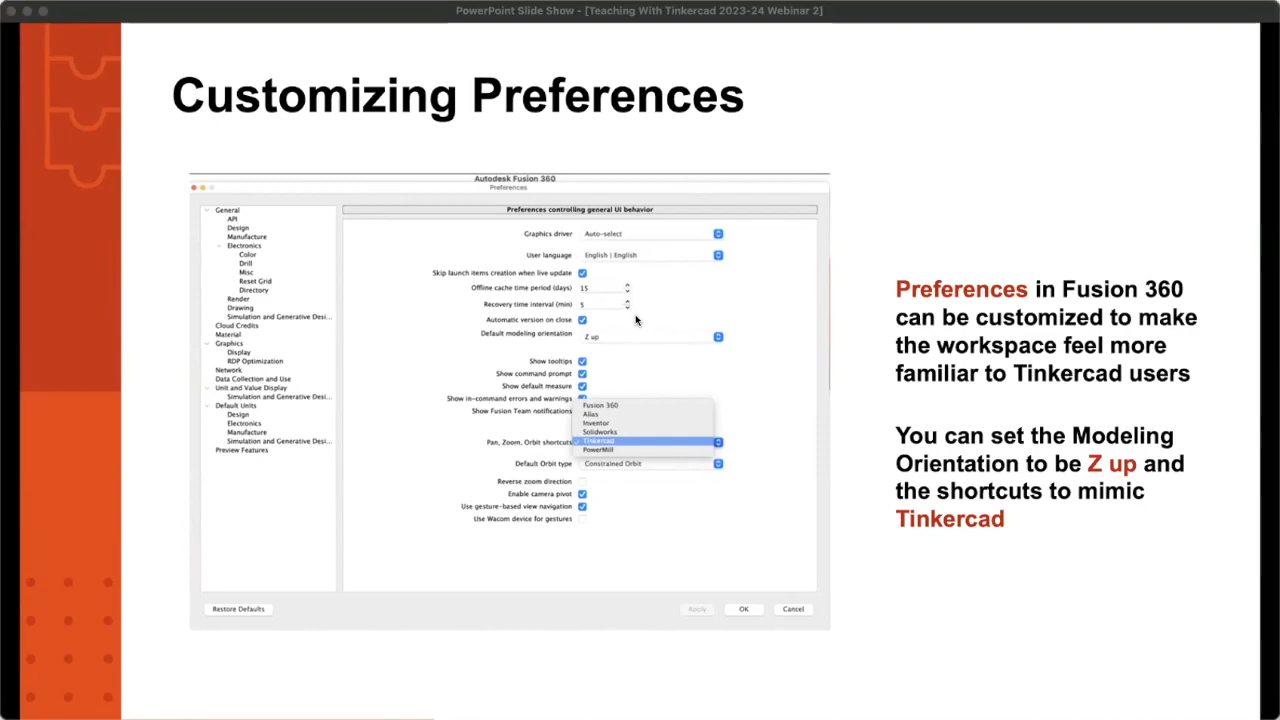 PowerPoint Slide Show - [Teaching With Tinkercad 2023-24 Webinar 2]
Customizing Preferences
Autodesk Fusion 360
Preferences
General
API
Design
Manufacture
Electronics
Color
Drill
Misc
Reset Grid
Directory
Render
Drawing
Simulation and Generative Desi...
Cloud Credits
Material
Graphics
Display
RDP Optimization
Network
Data Collection and Use
Unit and Value Display
Simulation and Generative Desi...
Default Units
Design
Electronics
Manufacture
Simulation and Generative Desi...
Preview Features
Preferences controlling general UI behavior
Graphics driver Auto-select
User language English | English
Skip launch items creation when live update
Offline cache time period (days) 15
Recovery time interval (min) 5
Automatic version on close
Default modeling orientation Z up
Show tooltips
Show command prompt
Show default measure
Show in-command errors and warnings
Show Fusion Team notifications
Fusion 360
Alias
Inventor
Solidworks
Pan, Zoom, Orbit shortcuts Tinkercad
PowerMill
Default Orbit type Constrained Orbit
Reverse zoom direction
Enable camera pivot
Use gesture-based view navigation
Use Wacom device for gestures
Restore Defaults
Apply OK Cancel
Preferences in Fusion 360
can be customized to make
the workspace feel more
familiar to Tinkercad users
You can set the Modeling
Orientation to be Z up and
the shortcuts to mimic
Tinkercad